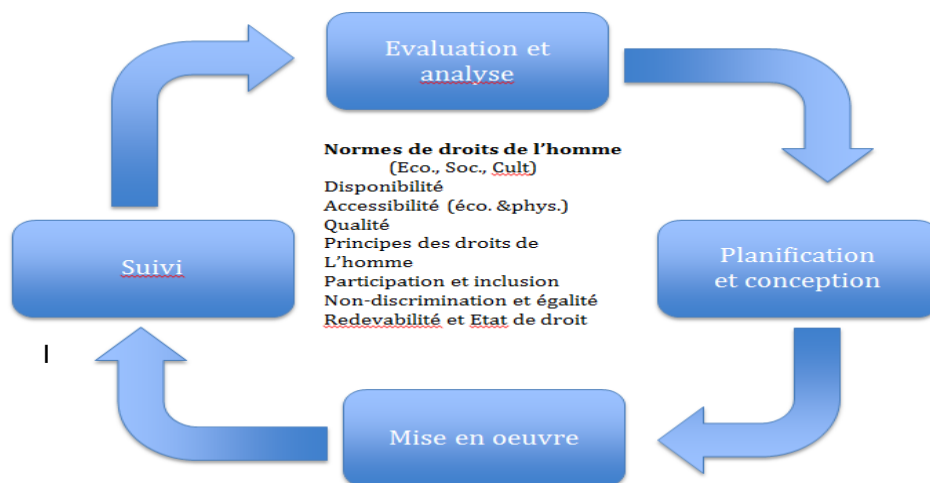 Evaluation et
analyse
Normes de droits de l'homme
(Eco., Soc., Cult)
Disponibilité
Accessibilité (éco. &phys.)
Qualité
Principes des droits de
L'homme
Participation et inclusion
Non-discrimination et égalité
Redevabilité et Etat de droit
Suivi
Planification
et conception
I
Mise en oeuvre